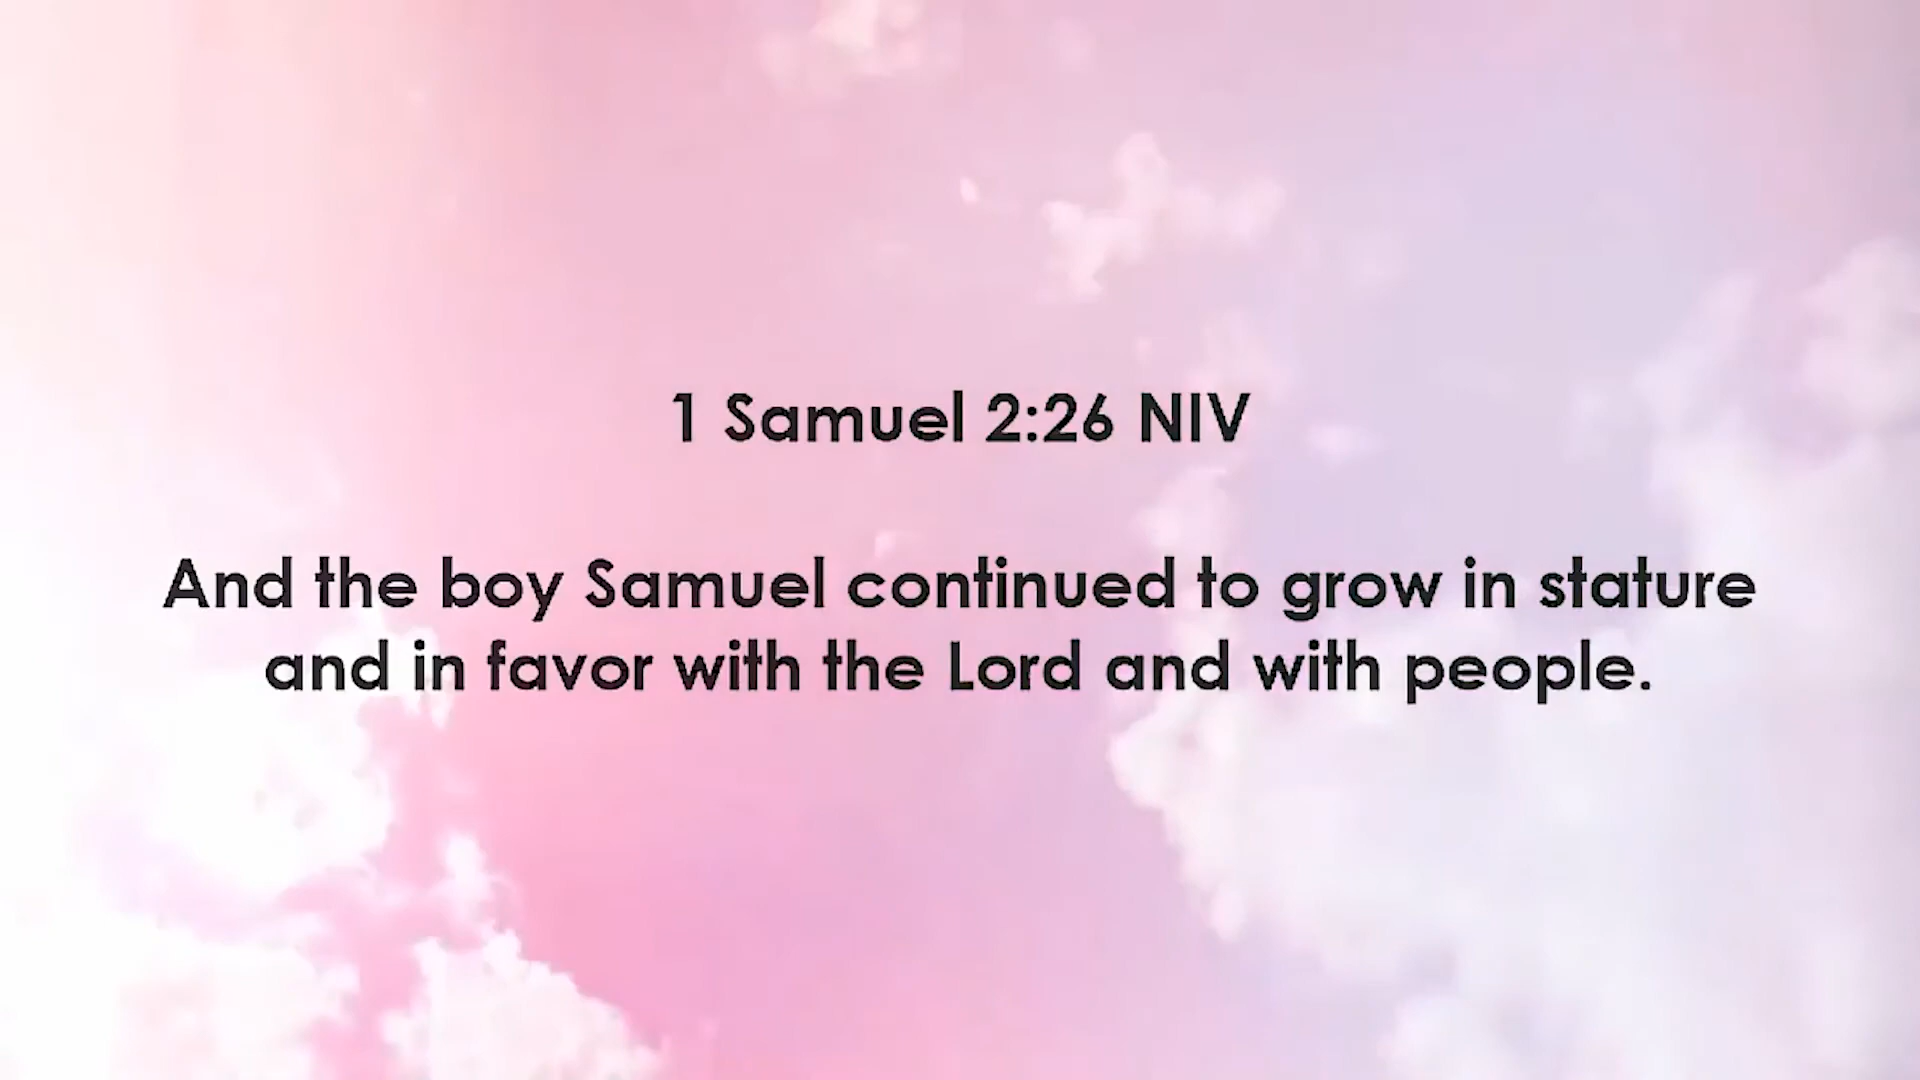 1 Samuel 2:26 NIV
And the boy Samuel continued to grow in stature
and in favor with the Lord and with people.